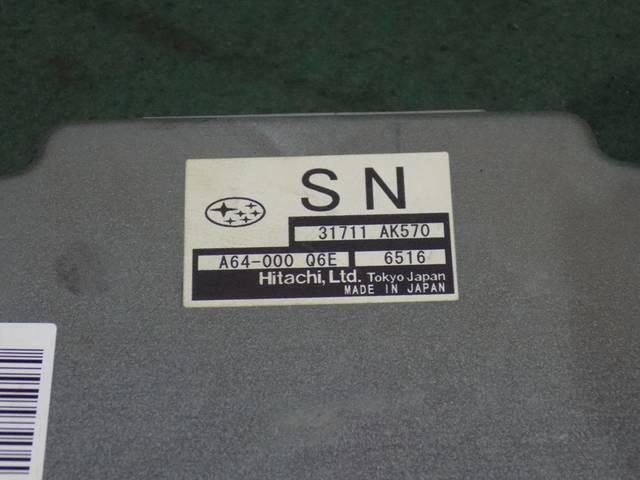 SN
31711 AK570
A64-000 Q6E 6516
Hitachi, Ltd. Tokyo Japan
MADE IN JAPAN